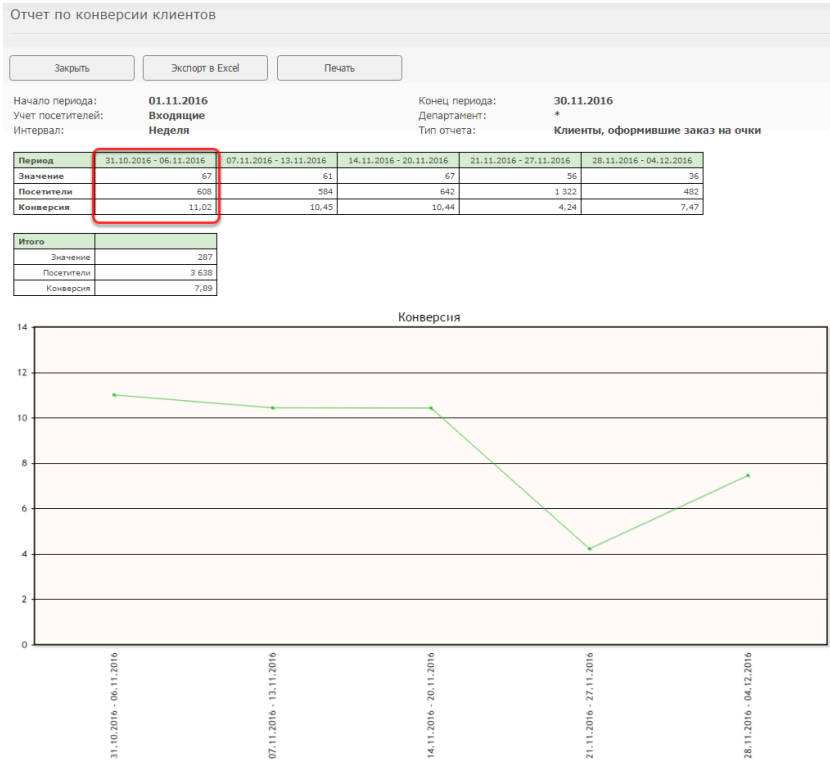 Отчет по конверсии клиентов
Закрыть Экспорт в Excel Печать
Начало периода: 01.11.2016 Конец периода: 30.11.2016
Учет посетителей: Входящие Департамент: *
Интервал: Неделя Тип отчета: Клиенты, оформившие заказ на очки
Период 31.10.2016 - 06.11.2016 07.11.2016 - 13.11.2016 14.11.2016 - 20.11.2016 21.11.2016 - 27.11.2016 28.11.2016 - 04.12.2016
Значение 67 61 67 56 36
Посетители 608 584 642 1 322 482
Конверсия 11,02 10,45 10,44 4,24 7,47
Итого
Значение 287
Посетители 3 638
Конверсия 7,89
Конверсия
14
12
10
8
6
4
2
0
31.10.2016 - 06.11.2016
07.11.2016 - 13.11.2016
14.11.2016 - 20.11.2016
21.11.2016 - 27.11.2016
28.11.2016 - 04.12.2016